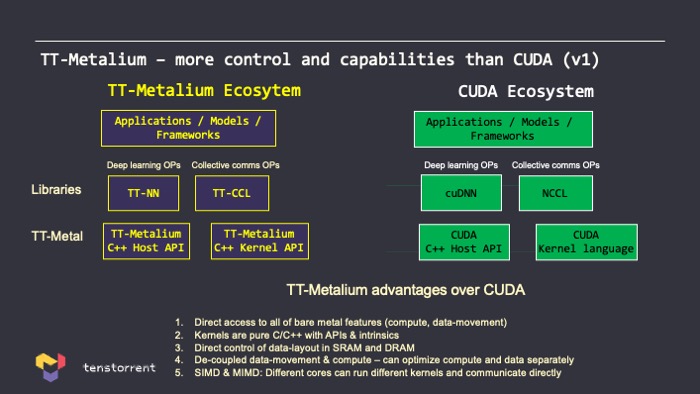 TT-Metalium – more control and capabilities than CUDA (v1)
TT-Metalium Ecosytem
CUDA Ecosystem
Applications / Models /
Frameworks
Applications / Models /
Frameworks
Deep learning OPs
Collective comms OPs
Deep learning OPs
Collective comms OPs
Libraries
TT-NN
TT-CCL
cuDNN
NCCL
TT-Metal
TT-Metalium
C++ Host API
TT-Metalium
C++ Kernel API
CUDA
C++ Host API
CUDA
Kernel language
TT-Metalium advantages over CUDA
1. Direct access to all of bare metal features (compute, data-movement)
2. Kernels are pure C/C++ with APIs & intrinsics
3. Direct control of data-layout in SRAM and DRAM
4. De-coupled data-movement & compute – can optimize compute and data separately
5. SIMD & MIMD: Different cores can run different kernels and communicate directly
tenstorrent